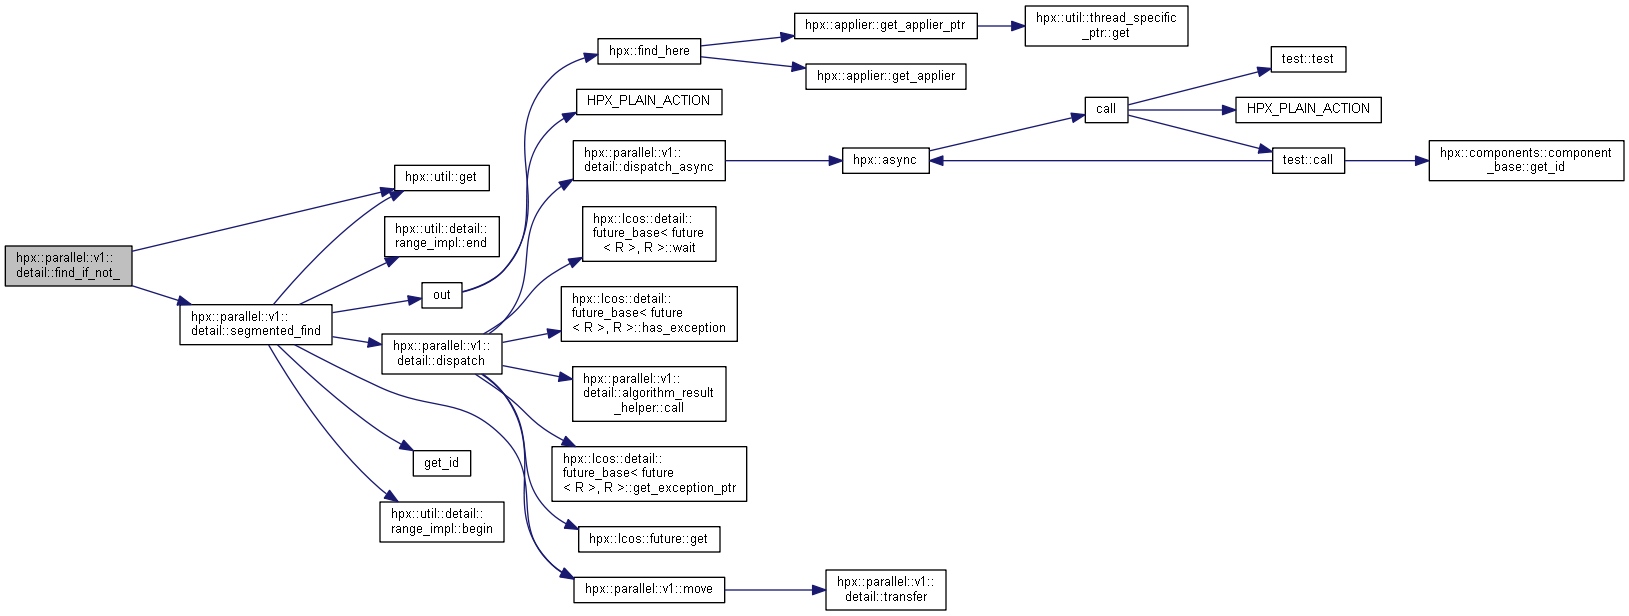 hpx::parallel::v1::
detail::find_if_not_
hpx::util::get
hpx::parallel::v1::
detail::segmented_find
hpx::util::detail::
range_impl::end
out
hpx::parallel::v1::
detail::dispatch
get_id
hpx::util::detail::
range_impl::begin
hpx::find_here
HPX_PLAIN_ACTION
hpx::parallel::v1::
detail::dispatch_async
hpx::lcos::detail::
future_base< future
< R >, R >::wait
hpx::lcos::detail::
future_base< future
< R >, R >::has_exception
hpx::parallel::v1::
detail::algorithm_result
_helper::call
hpx::lcos::detail::
future_base< future
< R >, R >::get_exception_ptr
hpx::lcos::future::get
hpx::parallel::v1::move
hpx::applier::get_applier_ptr
hpx::applier::get_applier
hpx::async
hpx::parallel::v1::
detail::transfer
hpx::util::thread_specific
_ptr::get
call
test::test
HPX_PLAIN_ACTION
test::call
hpx::components::component
_base::get_id